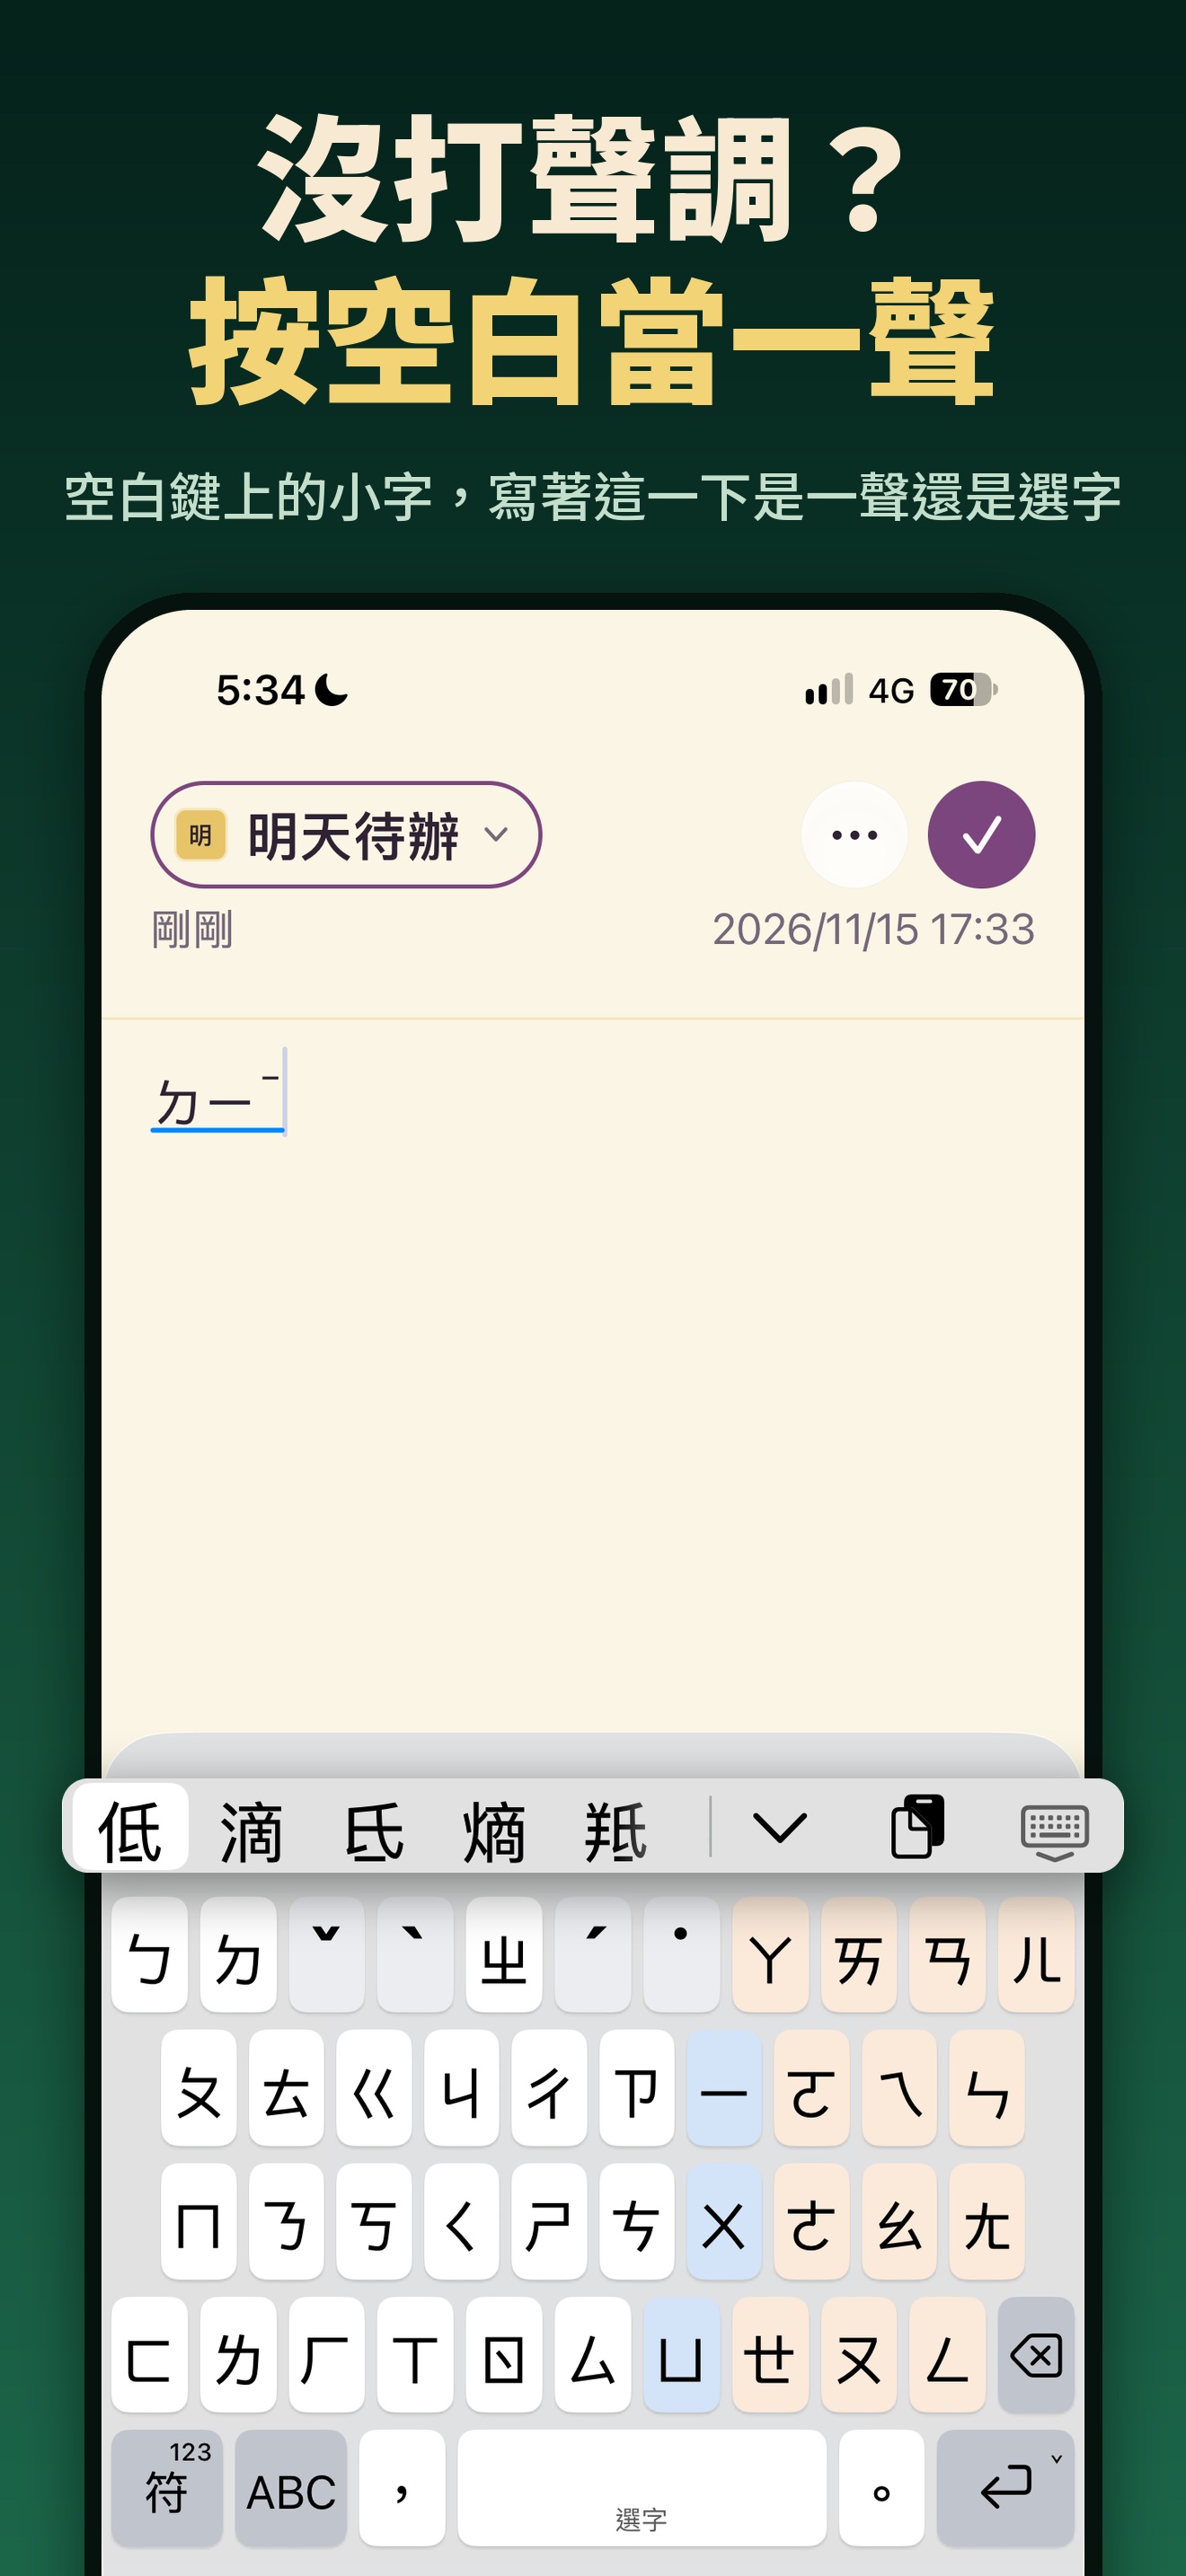 沒打聲調？
按空白當一聲
空白鍵上的小字，寫著這一下是一聲還是選字
5:34 4G 70
明 明天待辦
剛剛 2026/11/15 17:33
ㄉㄧˉ
低 滴 氐 熵 羝
ㄅ ㄉ ˇ ˋ ㄓ ˊ ˙ ㄚ ㄞ ㄢ ㄦ
ㄆ ㄊ ㄍ ㄐ ㄔ ㄗ ㄧ ㄛ ㄟ ㄣ
ㄇ ㄋ ㄎ ㄑ ㄕ ㄘ ㄨ ㄜ ㄠ ㄤ
ㄈ ㄌ ㄏ ㄒ ㄖ ㄙ ㄩ ㄝ ㄡ ㄥ
123
符 ABC ， 選字 。